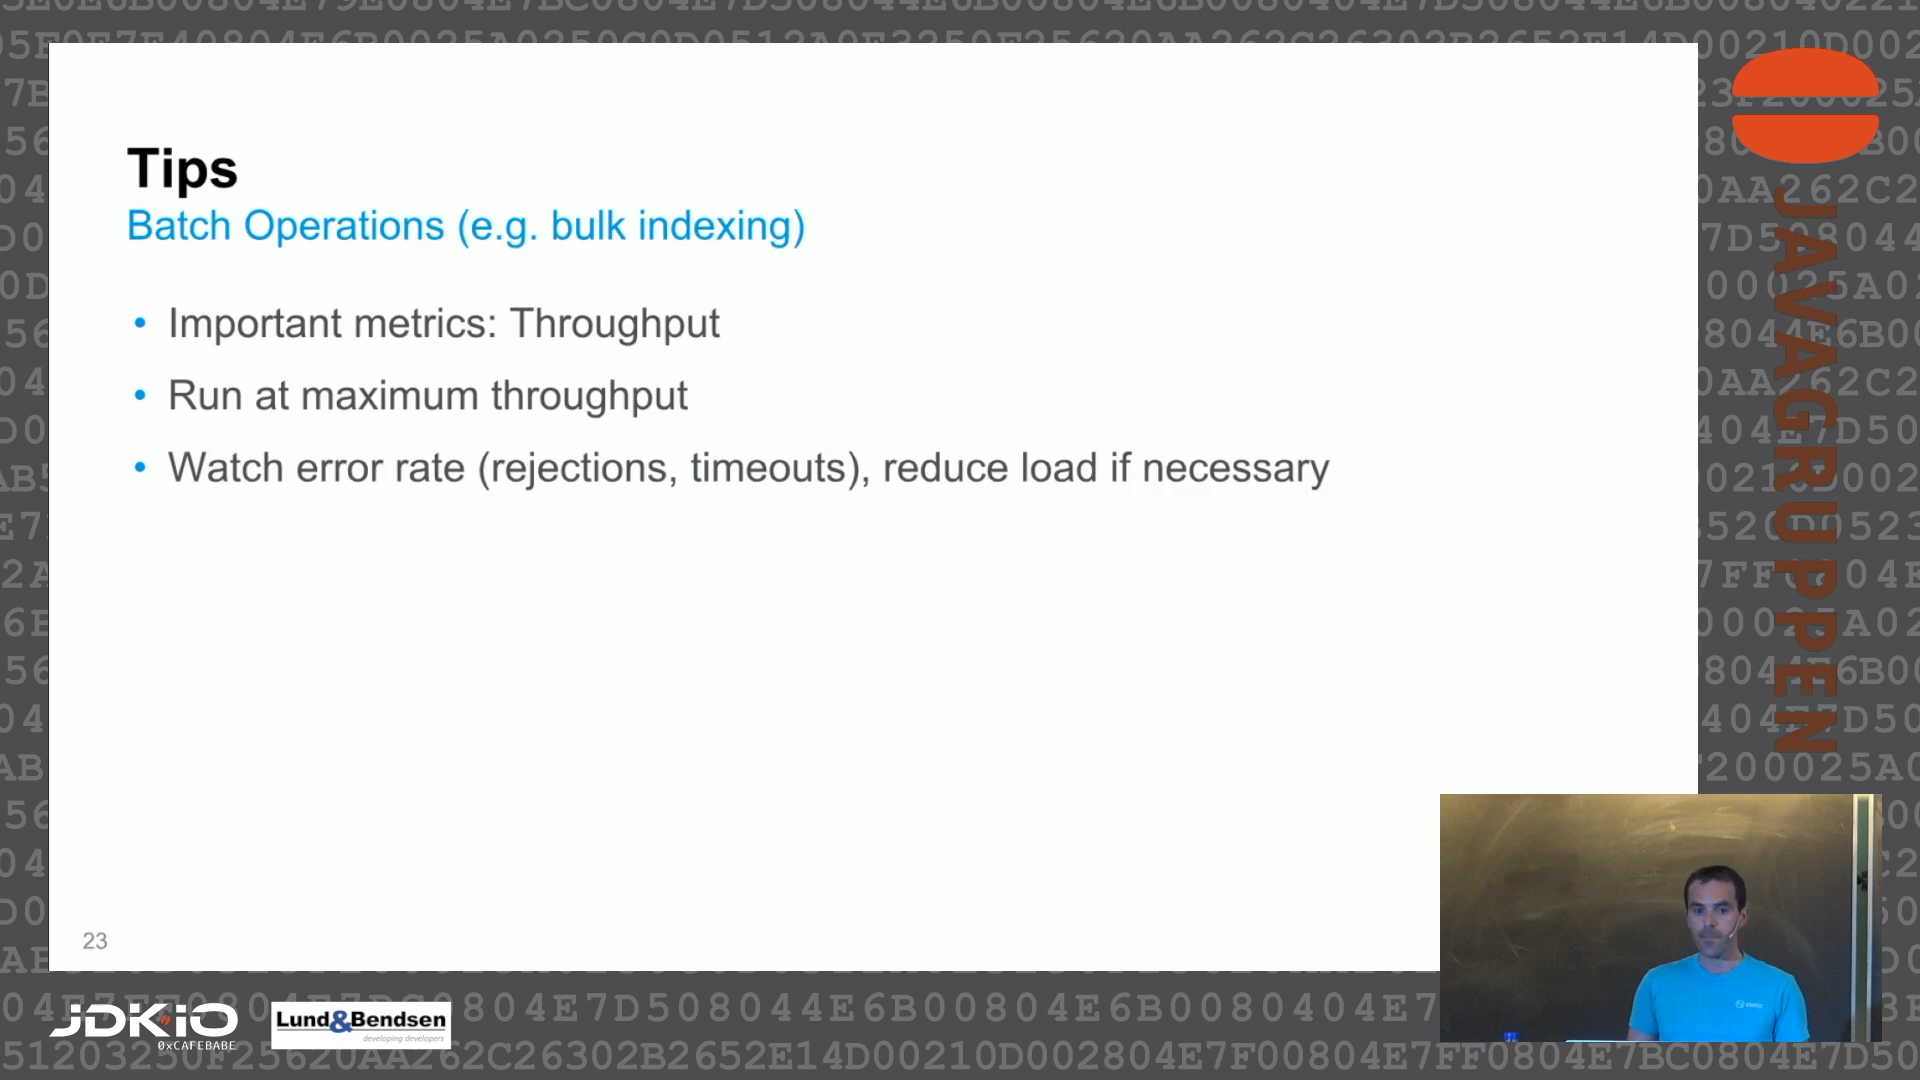 Tips
Batch Operations (e.g. bulk indexing)
• Important metrics: Throughput
• Run at maximum throughput
• Watch error rate (rejections, timeouts), reduce load if necessary
23
JAVAGRUPPEN
JDKIO
0xCAFEBABE
Lund&Bendsen
developing developers